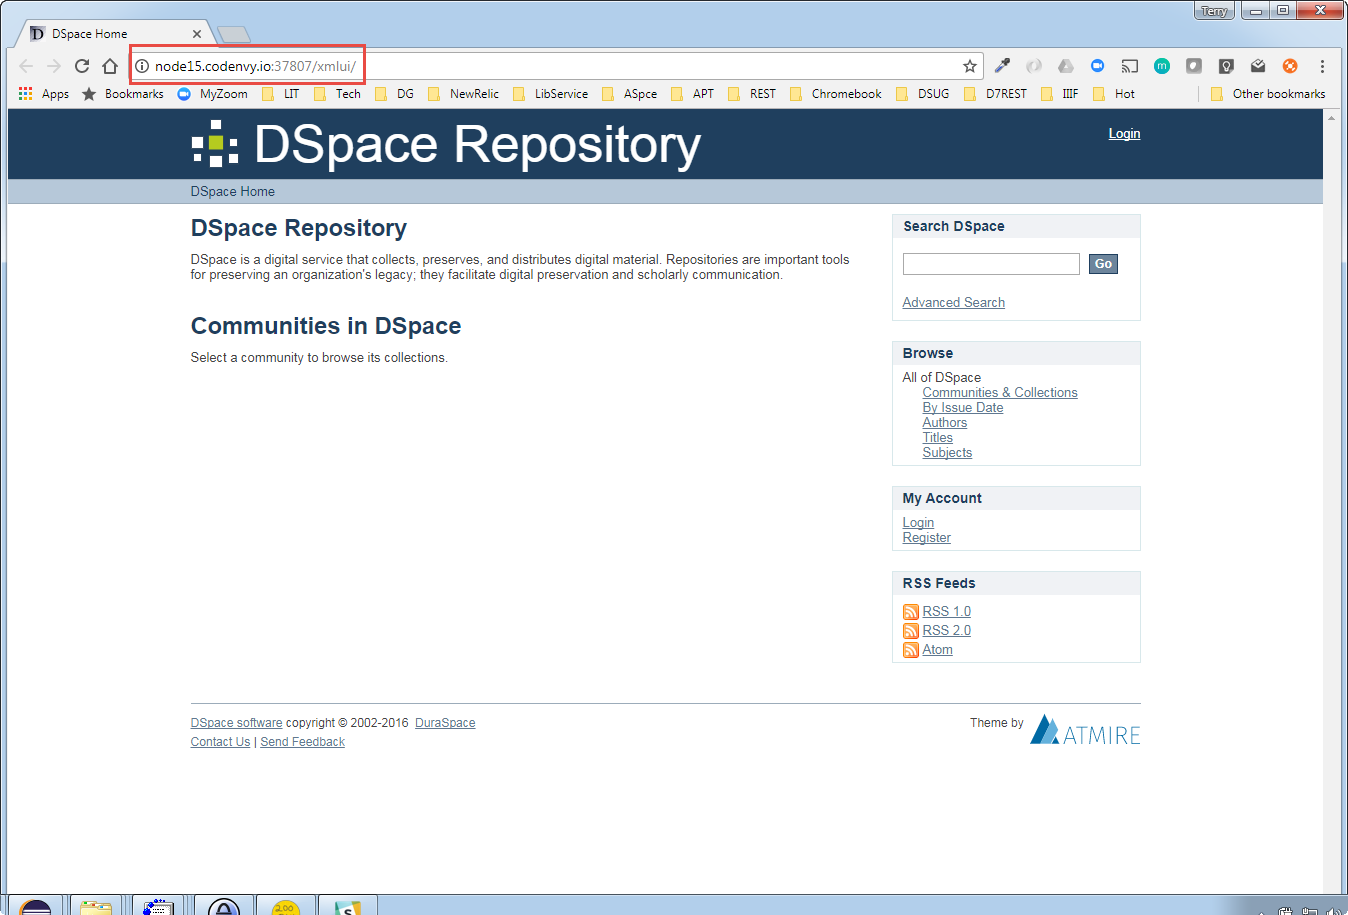 Terry
DSpace Home
node15.codenvy.io:37807/xmlui/
Apps Bookmarks MyZoom LIT Tech DG NewRelic LibService ASpce APT REST Chromebook DSUG D7REST IIIF Hot Other bookmarks
DSpace Repository
Login
DSpace Home
DSpace Repository
DSpace is a digital service that collects, preserves, and distributes digital material. Repositories are important tools
for preserving an organization's legacy; they facilitate digital preservation and scholarly communication.
Communities in DSpace
Select a community to browse its collections.
Search DSpace
Go
Advanced Search
Browse
All of DSpace
Communities & Collections
By Issue Date
Authors
Titles
Subjects
My Account
Login
Register
RSS Feeds
RSS 1.0
RSS 2.0
Atom
DSpace software copyright © 2002-2016 DuraSpace
Contact Us | Send Feedback
Theme by ATMIRE